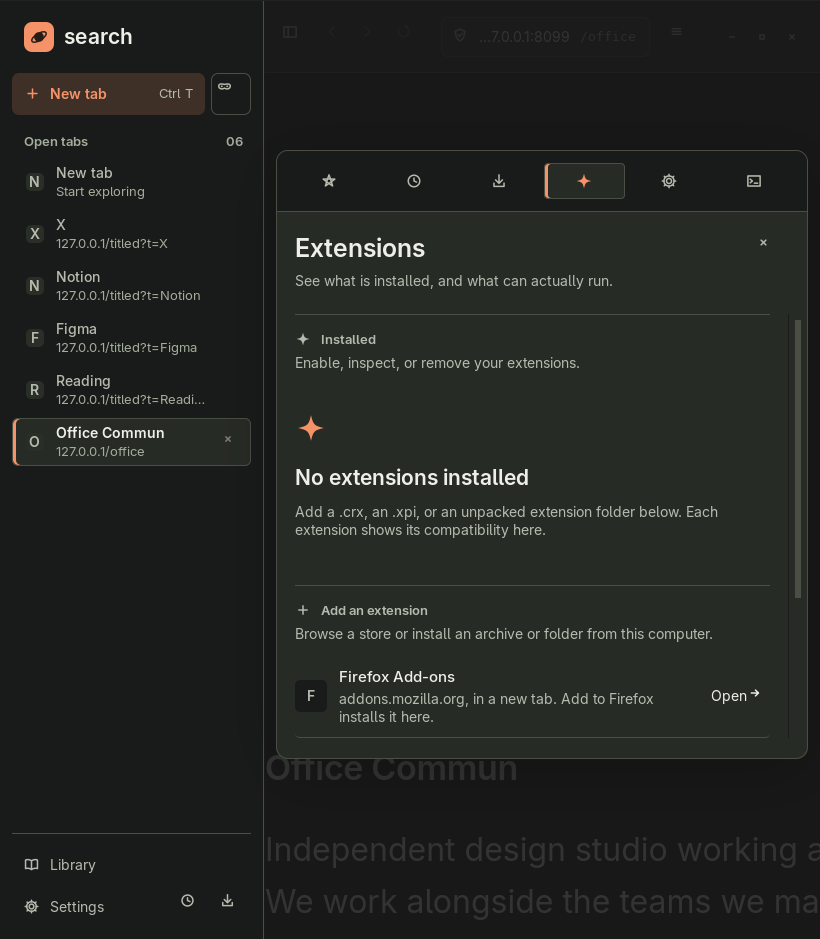 search
New tab Ctrl T
Open tabs 06
N New tab
Start exploring
X X
127.0.0.1/titled?t=X
N Notion
127.0.0.1/titled?t=Notion
F Figma
127.0.0.1/titled?t=Figma
R Reading
127.0.0.1/titled?t=Readi...
O Office Commun
127.0.0.1/office
Library
Settings
...7.0.0.1:8099 /office
Extensions
See what is installed, and what can actually run.
Installed
Enable, inspect, or remove your extensions.
No extensions installed
Add a .crx, an .xpi, or an unpacked extension folder below. Each
extension shows its compatibility here.
Add an extension
Browse a store or install an archive or folder from this computer.
F Firefox Add-ons
addons.mozilla.org, in a new tab. Add to Firefox
installs it here.
Open
Office Commun
Independent design studio working a
We work alongside the teams we ma